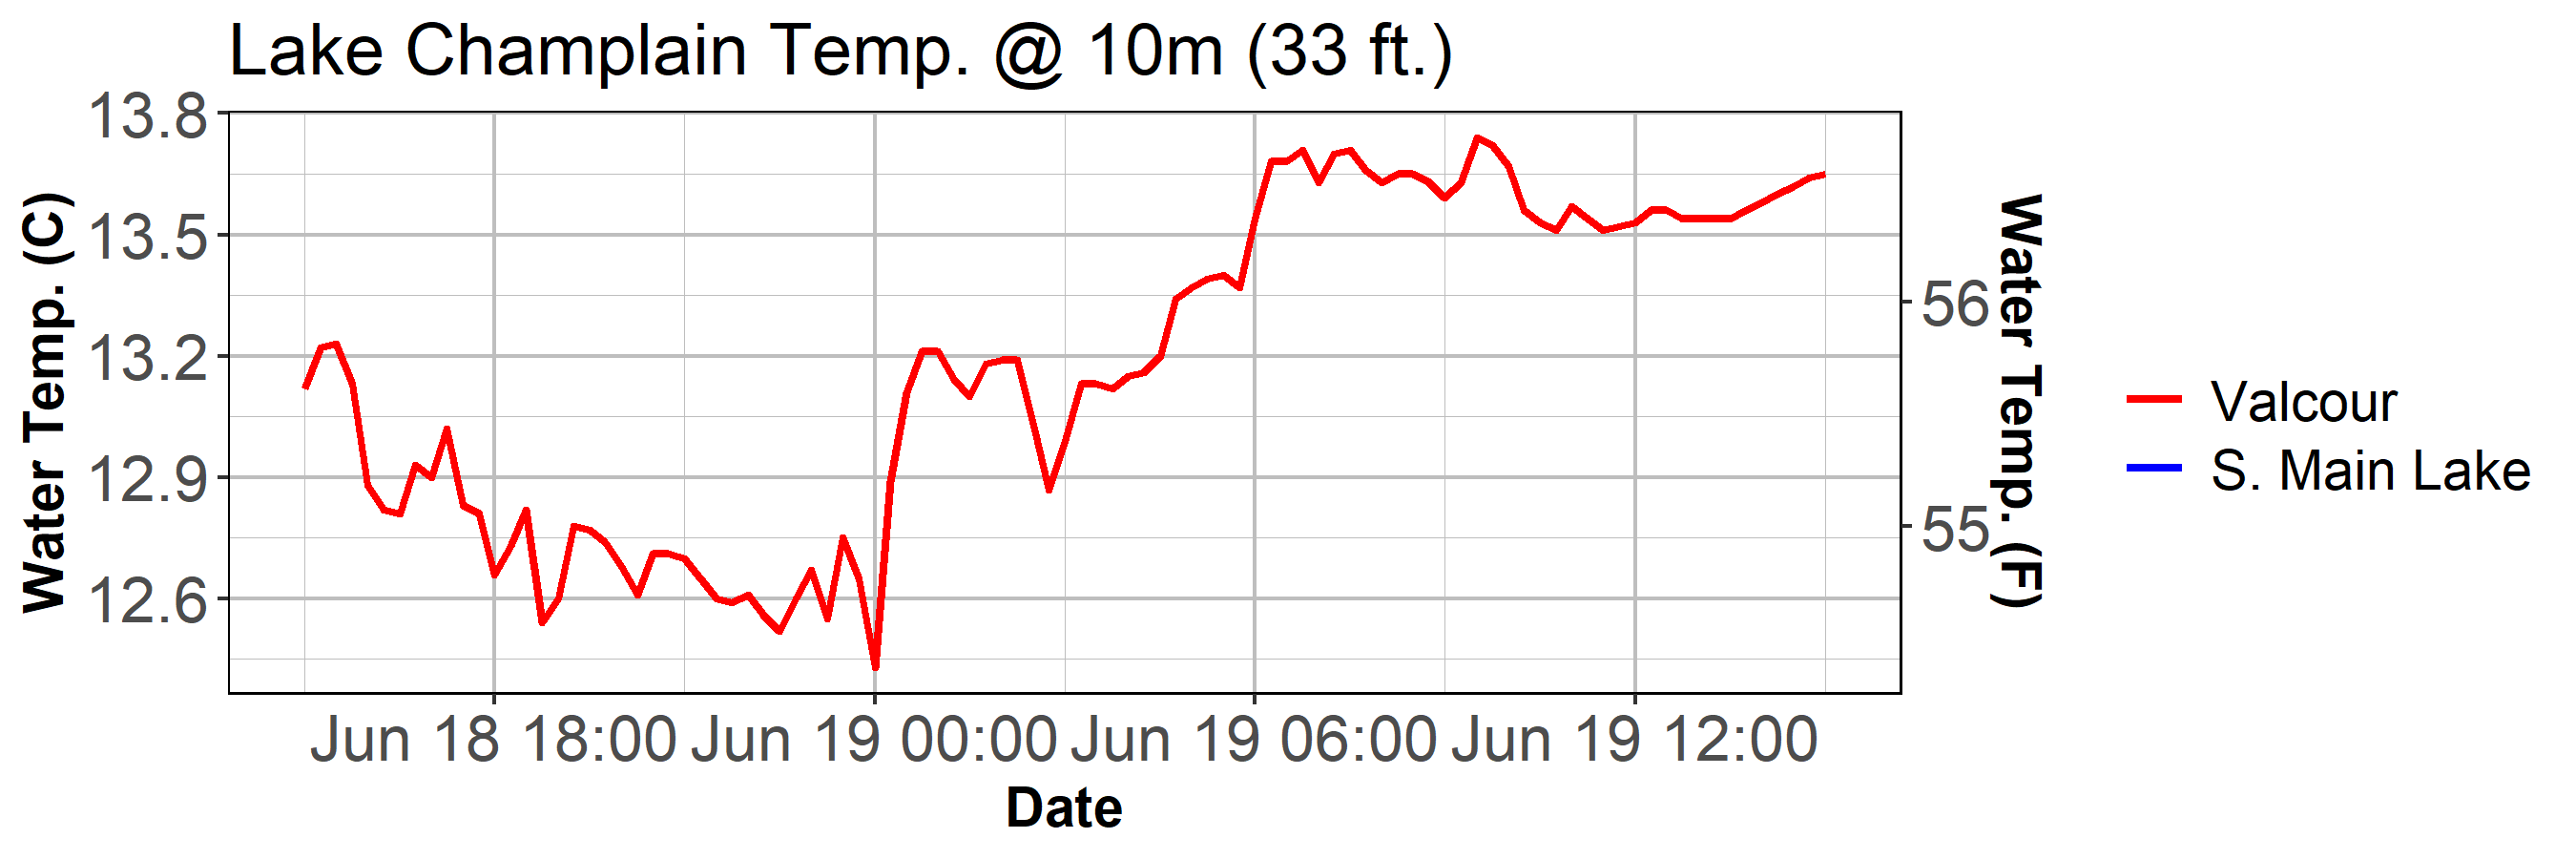 Lake Champlain Temp. @ 10m (33 ft.)
Water Temp. (C)
13.8
13.5
13.2
12.9
12.6
56
55
Water Temp. (F)
Jun 18 18:00
Jun 19 00:00
Jun 19 06:00
Jun 19 12:00
Date
Valcour
S. Main Lake